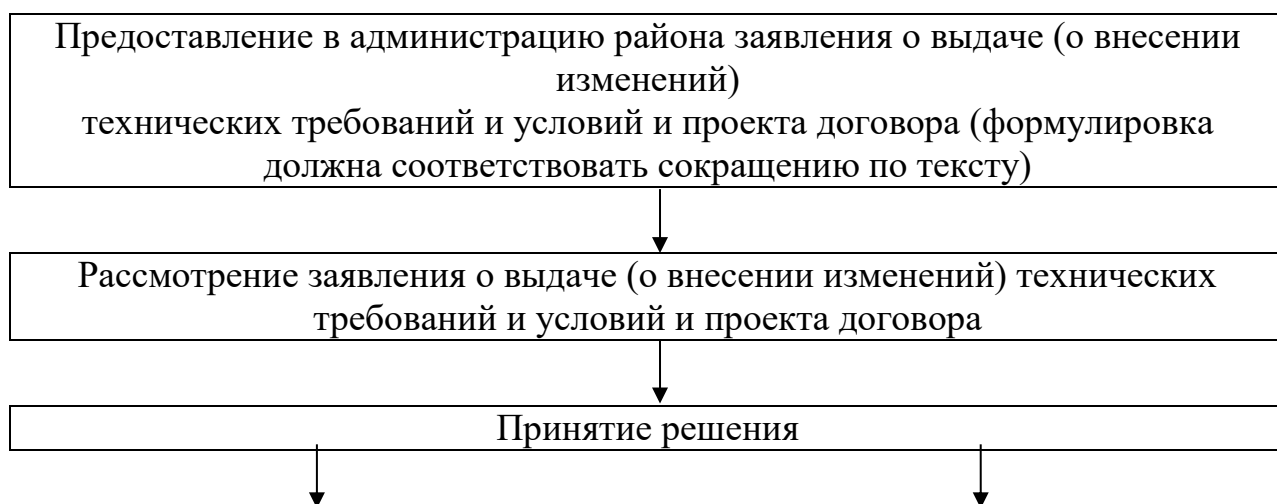 Предоставление в администрацию района заявления о выдаче (о внесении
изменений)
технических требований и условий и проекта договора (формулировка
должна соответствовать сокращению по тексту)
Рассмотрение заявления о выдаче (о внесении изменений) технических
требований и условий и проекта договора
Принятие решения